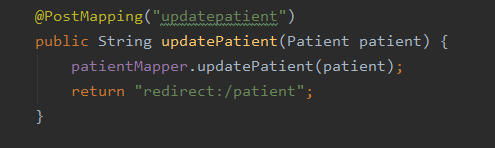 @PostMapping("updatepatient")
public String updatePatient(Patient patient) {
    patientMapper.updatePatient(patient);
    return "redirect:/patient";
}